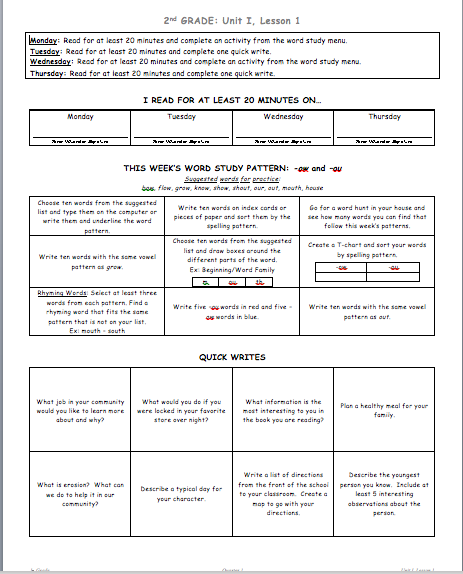 2nd GRADE: Unit I, Lesson 1
Monday: Read for at least 20 minutes and complete an activity from the word study menu.
Tuesday: Read for at least 20 minutes and complete one quick write.
Wednesday: Read for at least 20 minutes and complete an activity from the word study menu.
Thursday: Read for at least 20 minutes and complete one quick write.
I READ FOR AT LEAST 20 MINUTES ON…
Monday
Tuesday
Wednesday
Thursday
THIS WEEK'S WORD STUDY PATTERN: -ow and -ou
Suggested words for practice:
bow, flow, grow, know, show, shout, our, out, mouth, house
Choose ten words from the suggested
list and type them on the computer or
write them and underline the word
pattern.
Write ten words on index cards or
pieces of paper and sort them by the
spelling pattern.
Go for a word hunt in your house and
see how many words you can find that
follow this week's patterns.
Write ten words with the same vowel
pattern as grow.
Choose ten words from the suggested
list and draw boxes around the
different parts of the word.
Ex: Beginning/Word Family
Create a T-chart and sort your words
by spelling pattern.
-ow -ou
Rhyming Words: Select at least three
words from each pattern. Find a
rhyming word that fits the same
pattern that is not on your list.
Ex: mouth - south
Write five -ou words in red and five -
ow words in blue.
Write ten words with the same vowel
pattern as out.
QUICK WRITES
What job in your community
would you like to learn more
about and why?
What would you do if you
were locked in your favorite
store over night?
What information is the
most interesting to you in
the book you are reading?
Plan a healthy meal for your
family.
What is erosion? What can
we do to help it in our
community?
Describe a typical day for
your character.
Write a list of directions
from the front of the school
to your classroom. Create a
map to go with your
directions.
Describe the youngest
person you know. Include at
least 5 interesting
observations about the
person.